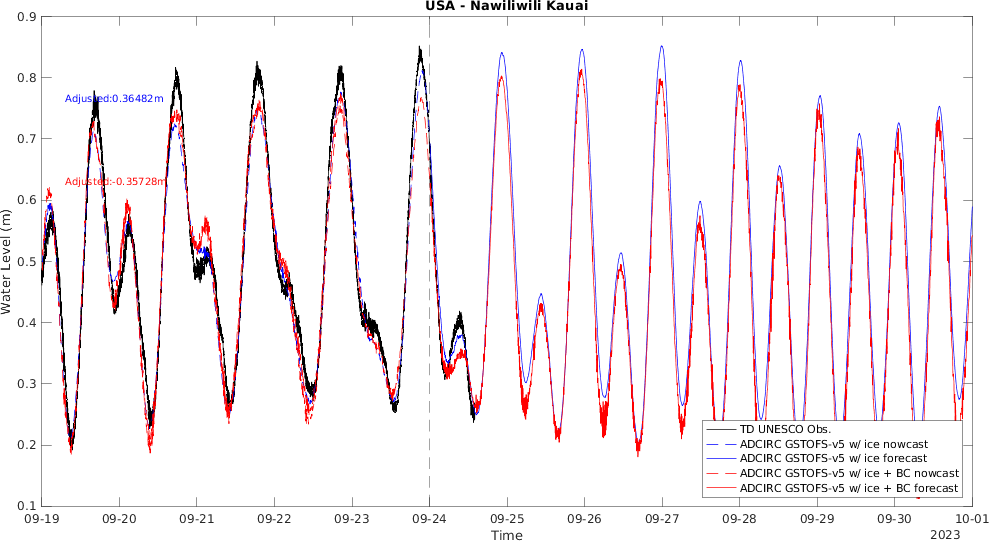 USA - Nawiliwili Kauai
0.9
0.8
0.7
0.6
0.5
0.4
0.3
0.2
0.1
Water Level (m)
Adjusted:0.36482m
Adjusted:-0.35728m
TD UNESCO Obs.
ADCIRC GSTOFS-v5 w/ ice nowcast
ADCIRC GSTOFS-v5 w/ ice forecast
ADCIRC GSTOFS-v5 w/ ice + BC nowcast
ADCIRC GSTOFS-v5 w/ ice + BC forecast
09-19 09-20 09-21 09-22 09-23 09-24 09-25 09-26 09-27 09-28 09-29 09-30 10-01
Time
2023